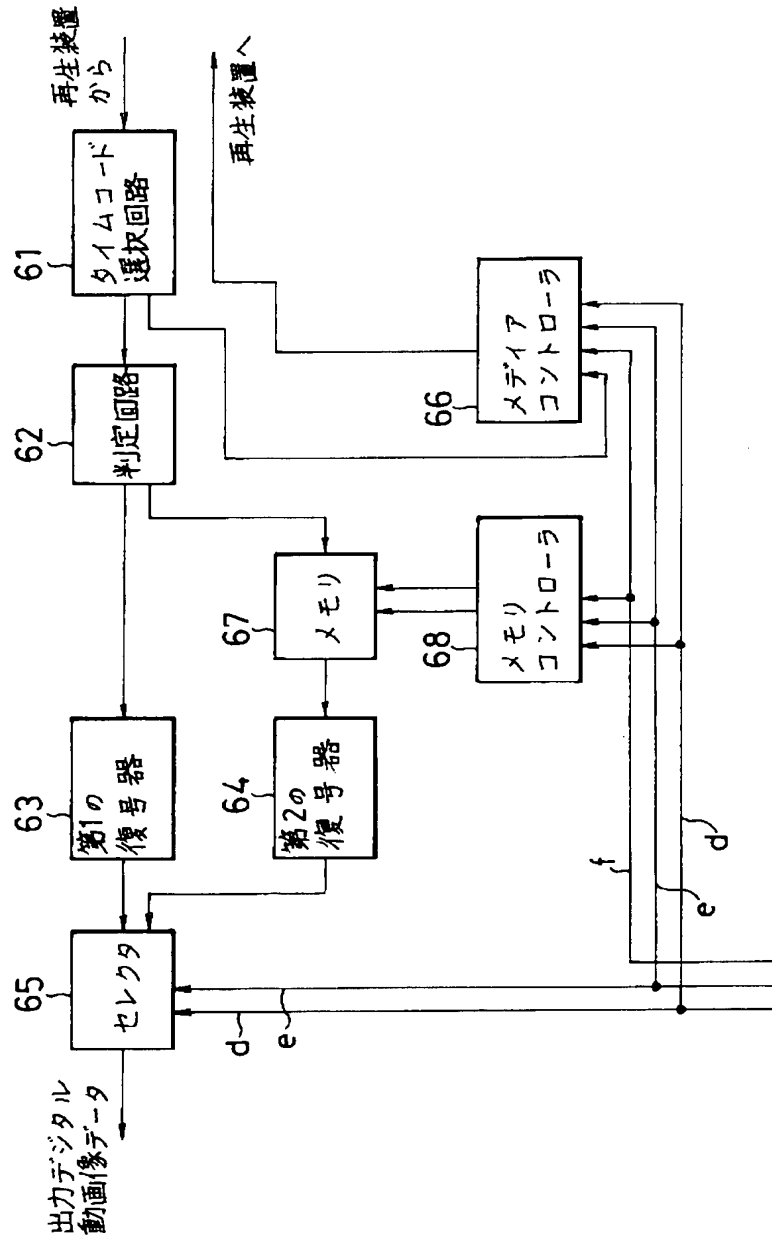 再生装置
から
再生装置へ
61
タイムコード
選択回路
62
判定回路
66
メディア
コントローラ
67
メモリ
68
メモリ
コントローラ
63
第1の
復号器
64
第2の
復号器
65
セレクタ
出力デジタル
動画像データ
d
e
f
e
d